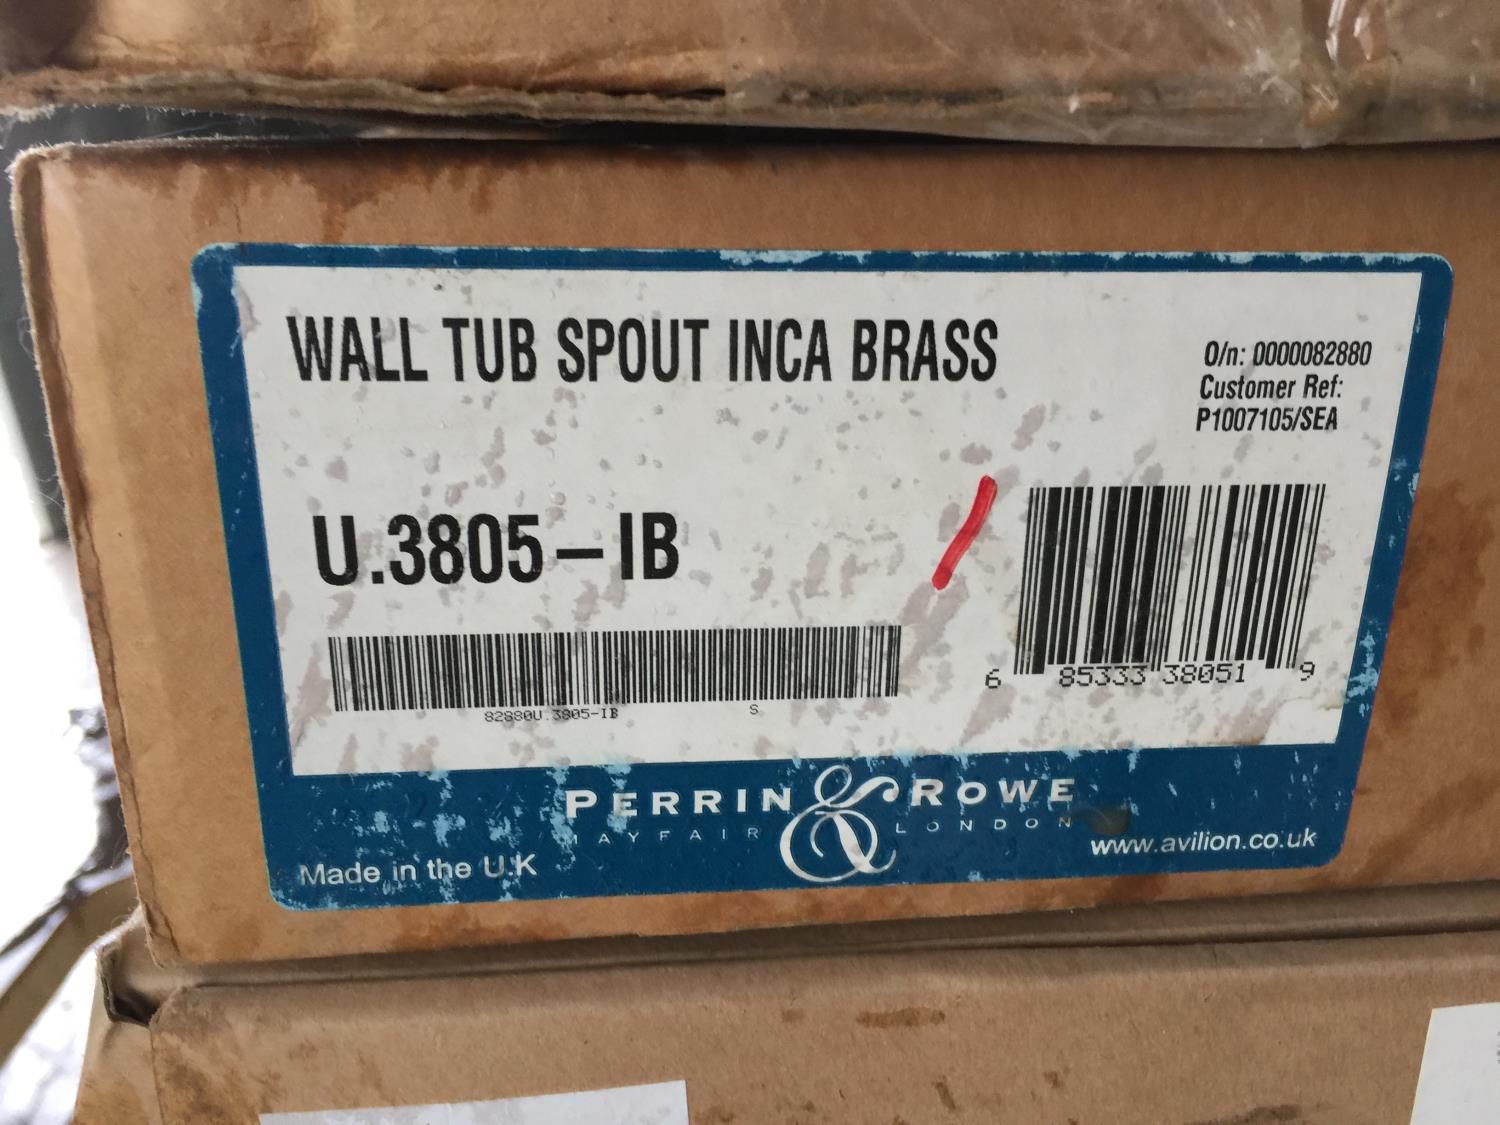 WALL TUB SPOUT INCA BRASS
O/n: 0000082880
Customer Ref:
P1007105/SEA
U.3805-IB
82880U.3805-IB S
6 85333 38051 9
PERRIN & ROWE
MAYFAIR LONDON
Made in the U.K
www.avilion.co.uk